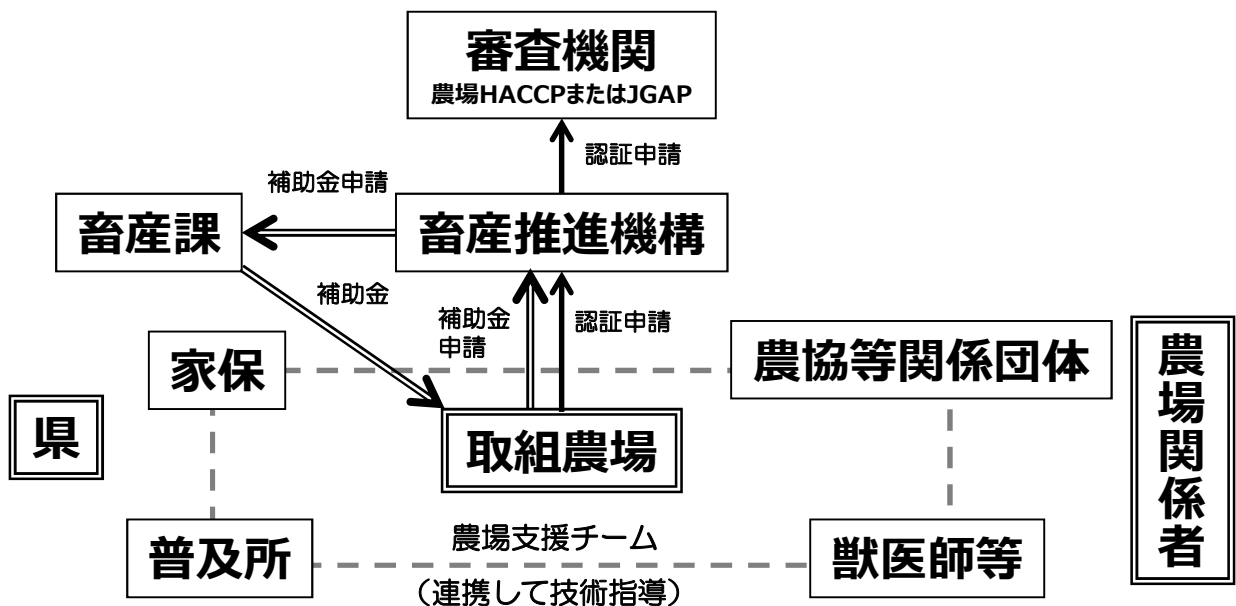 審査機関
農場HACCPまたはJGAP
認証申請
補助金申請
畜産課
畜産推進機構
補助金
補助金
申請
認証申請
家保
農協等関係団体
県
取組農場
農場関係者
普及所
農場支援チーム
(連携して技術指導)
獣医師等